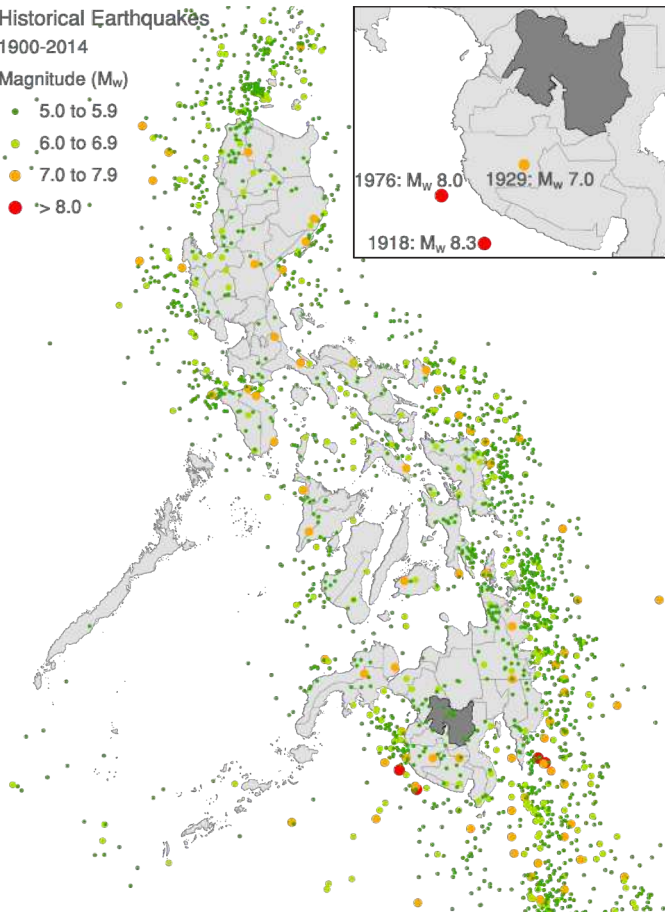 Historical Earthquakes
1900-2014
Magnitude (Mw)
5.0 to 5.9
6.0 to 6.9
7.0 to 7.9
> 8.0
1976: Mw 8.0
1929: Mw 7.0
1918: Mw 8.3